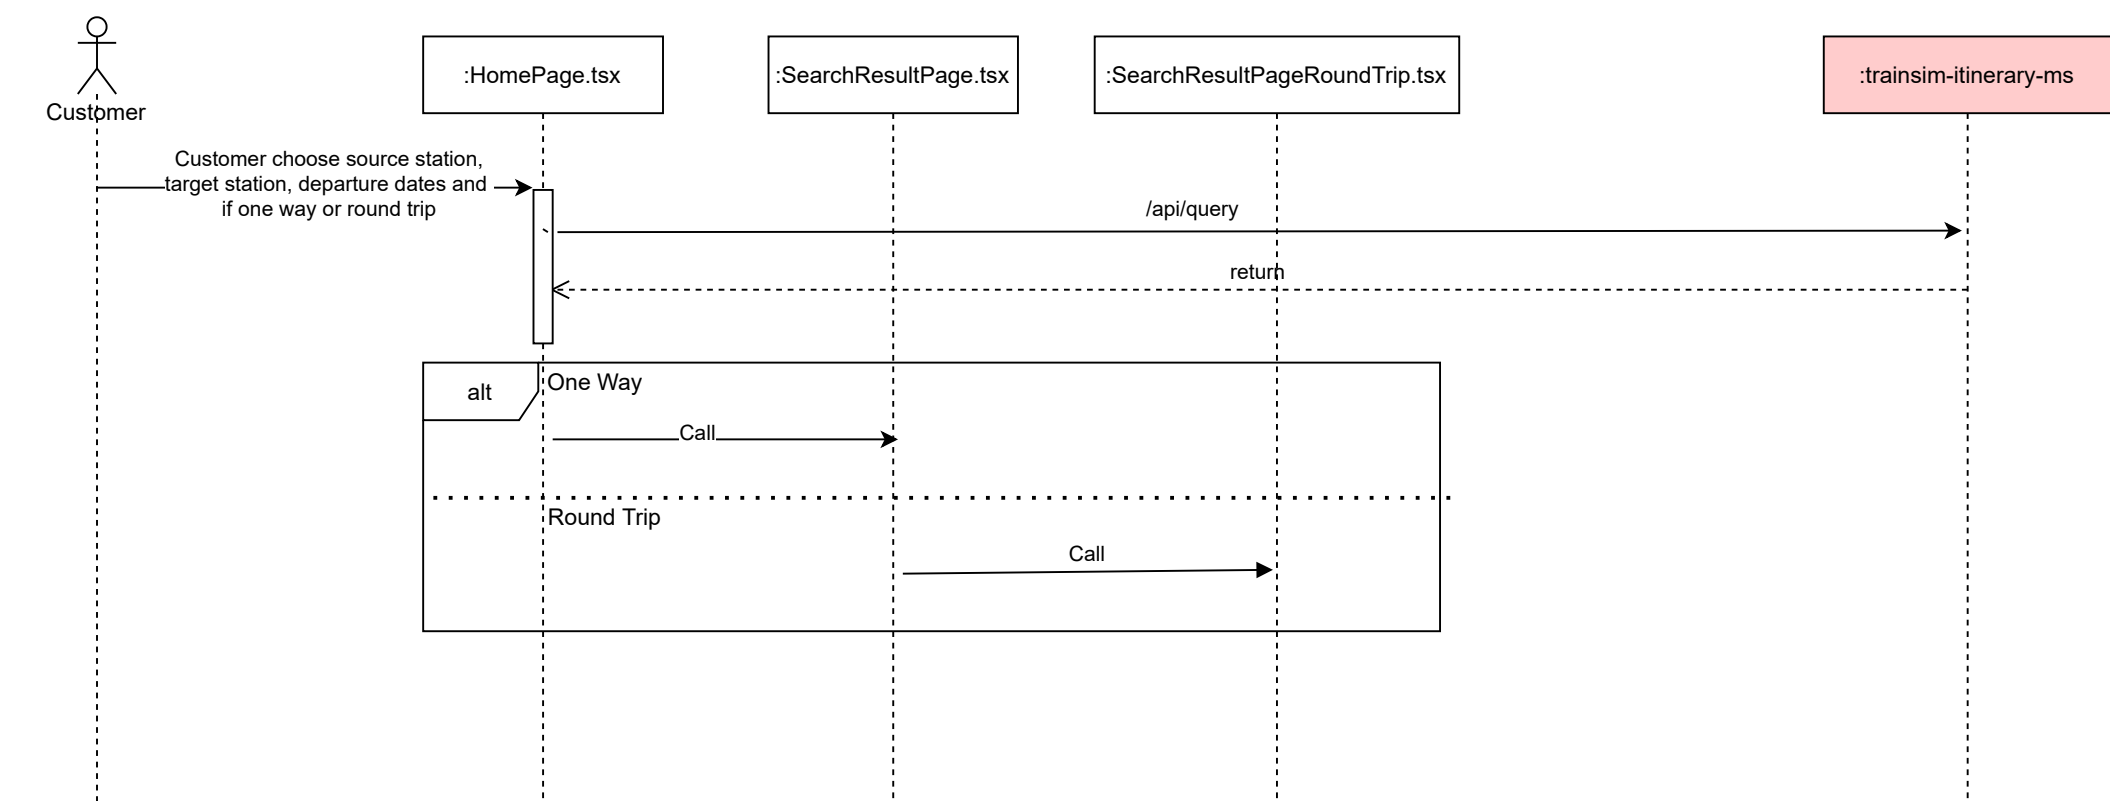 Customer
:HomePage.tsx
:SearchResultPage.tsx
:SearchResultPageRoundTrip.tsx
:trainsim-itinerary-ms
Customer choose source station,
target station, departure dates and
if one way or round trip
/api/query
return
alt
One Way
Call
Round Trip
Call